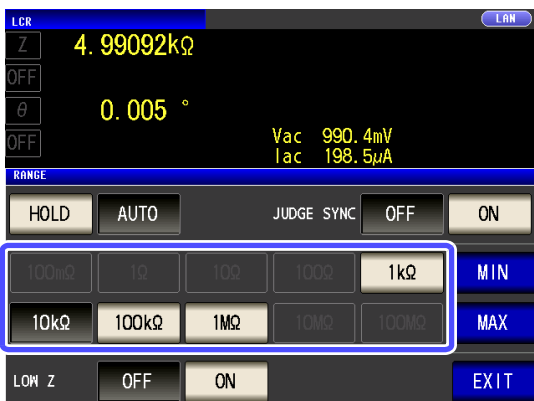 LCR LAN
Z 4.99092kΩ
OFF
θ 0.005 °
OFF
Vac 990.4mV
Iac 198.5μA
RANGE
HOLD AUTO JUDGE SYNC OFF ON
100mΩ 1Ω 10Ω 100Ω 1kΩ MIN
10kΩ 100kΩ 1MΩ 10MΩ 100MΩ MAX
LOW Z OFF ON EXIT